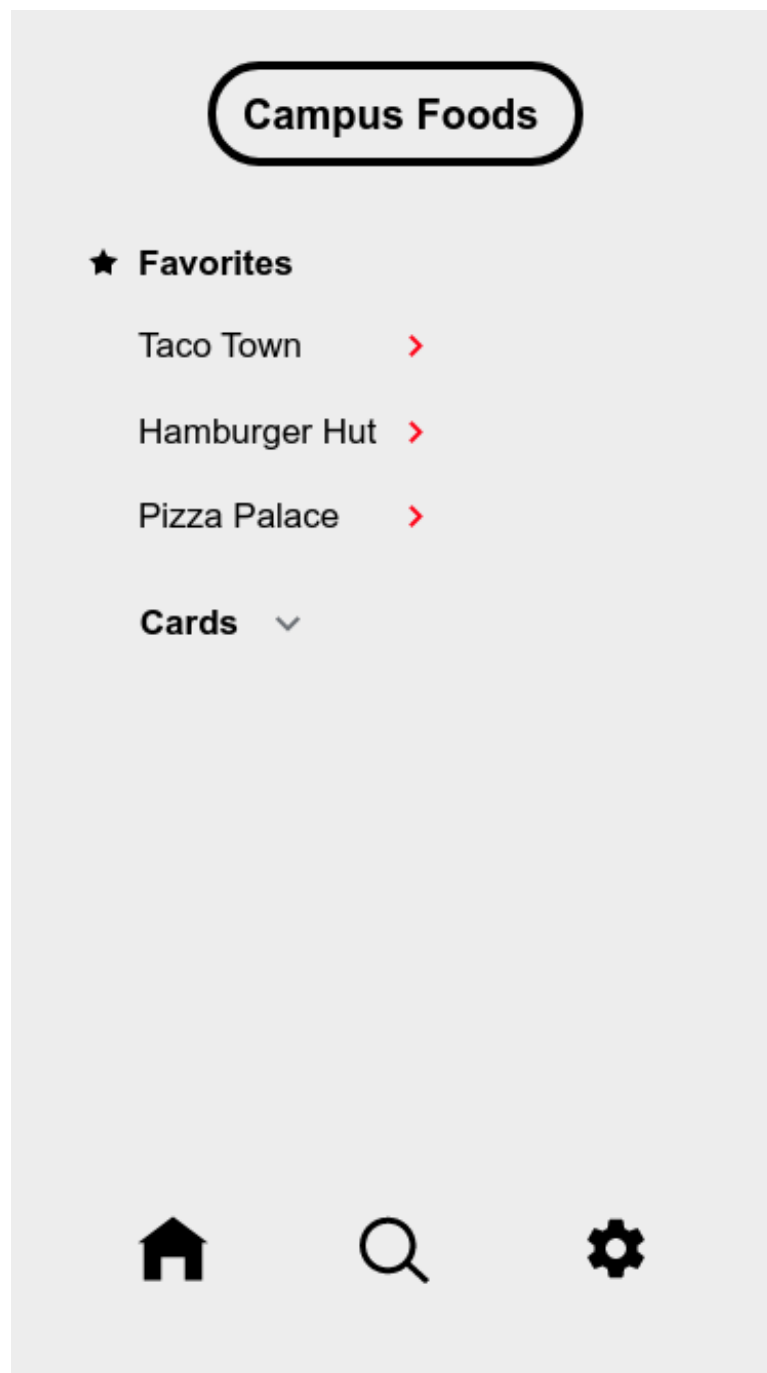 Campus Foods
Favorites
Taco Town
Hamburger Hut
Pizza Palace
Cards